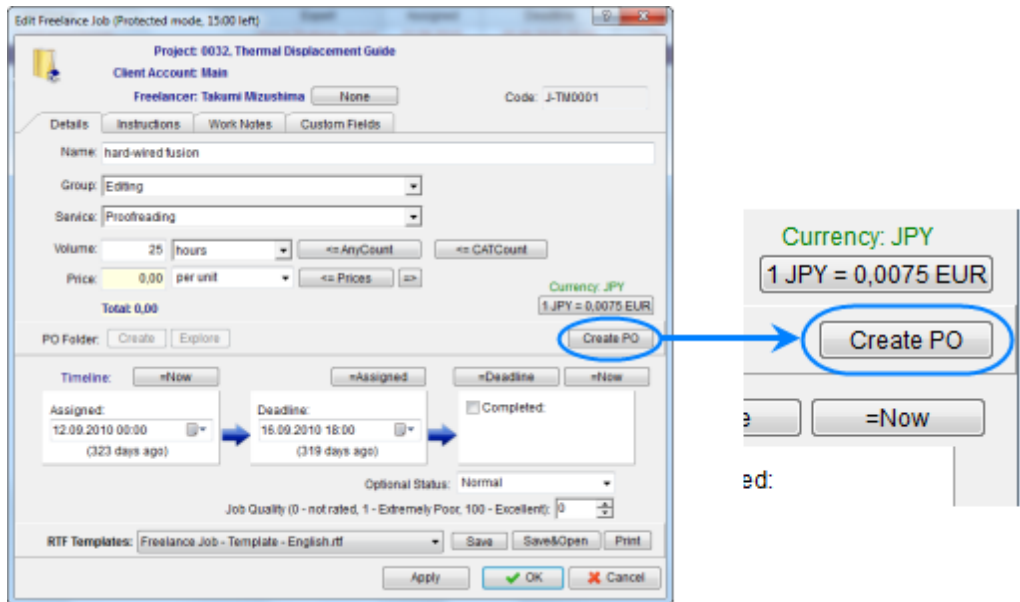 Edit Freelance Job (Protected mode, 15:00 left)
Project: 0032, Thermal Displacement Guide
Client Account: Main
Freelancer: Takumi Mizushima None Code: J-TM0001
Details Instructions Work Notes Custom Fields
Name: hard-wired fusion
Group: Editing
Service: Proofreading
Volume: 25 hours <= AnyCount <= CATCount
Price: 0,00 per unit <= Prices =>
Currency: JPY
Total: 0,00 1 JPY = 0,0075 EUR
PO Folder: Create Explore Create PO
Timeline: =Now =Assigned =Deadline =Now
Assigned: Deadline: Completed:
12.09.2010 00:00 16.09.2010 18:00
(323 days ago) (319 days ago)
Optional Status: Normal
Job Quality (0 - not rated, 1 - Extremely Poor, 100 - Excellent): 0
RTF Templates: Freelance Job - Template - English.rtf Save Save&Open Print
Apply OK Cancel
Currency: JPY
1 JPY = 0,0075 EUR
Create PO
=Now
ed: